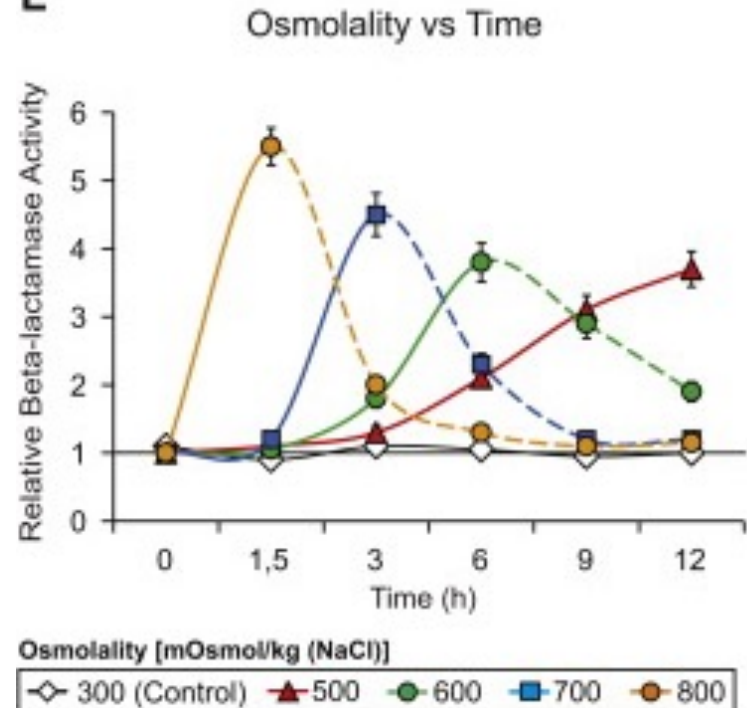 E
Osmolality vs Time
Relative Beta-lactamase Activity
6
5
4
3
2
1
0
0 1,5 3 6 9 12
Time (h)
Osmolality [mOsmol/kg (NaCl)]
300 (Control) 500 600 700 800